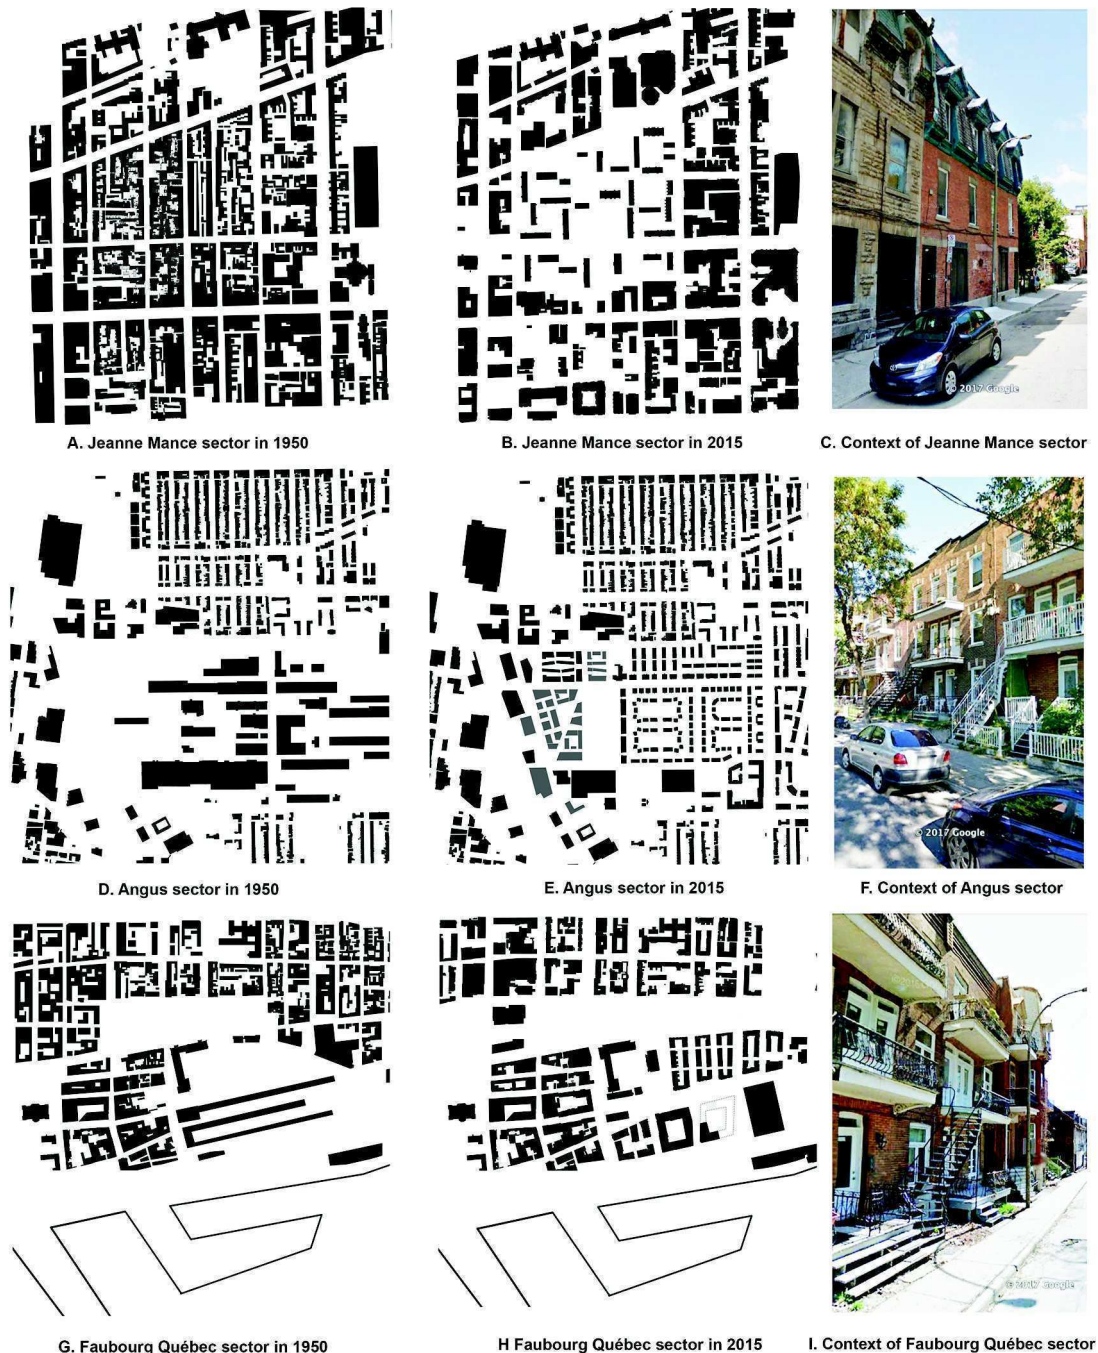 © 2017 Google
A. Jeanne Mance sector in 1950
B. Jeanne Mance sector in 2015
C. Context of Jeanne Mance sector
© 2017 Google
D. Angus sector in 1950
E. Angus sector in 2015
F. Context of Angus sector
© 2017 Google
G. Faubourg Québec sector in 1950
H Faubourg Québec sector in 2015
I. Context of Faubourg Québec sector